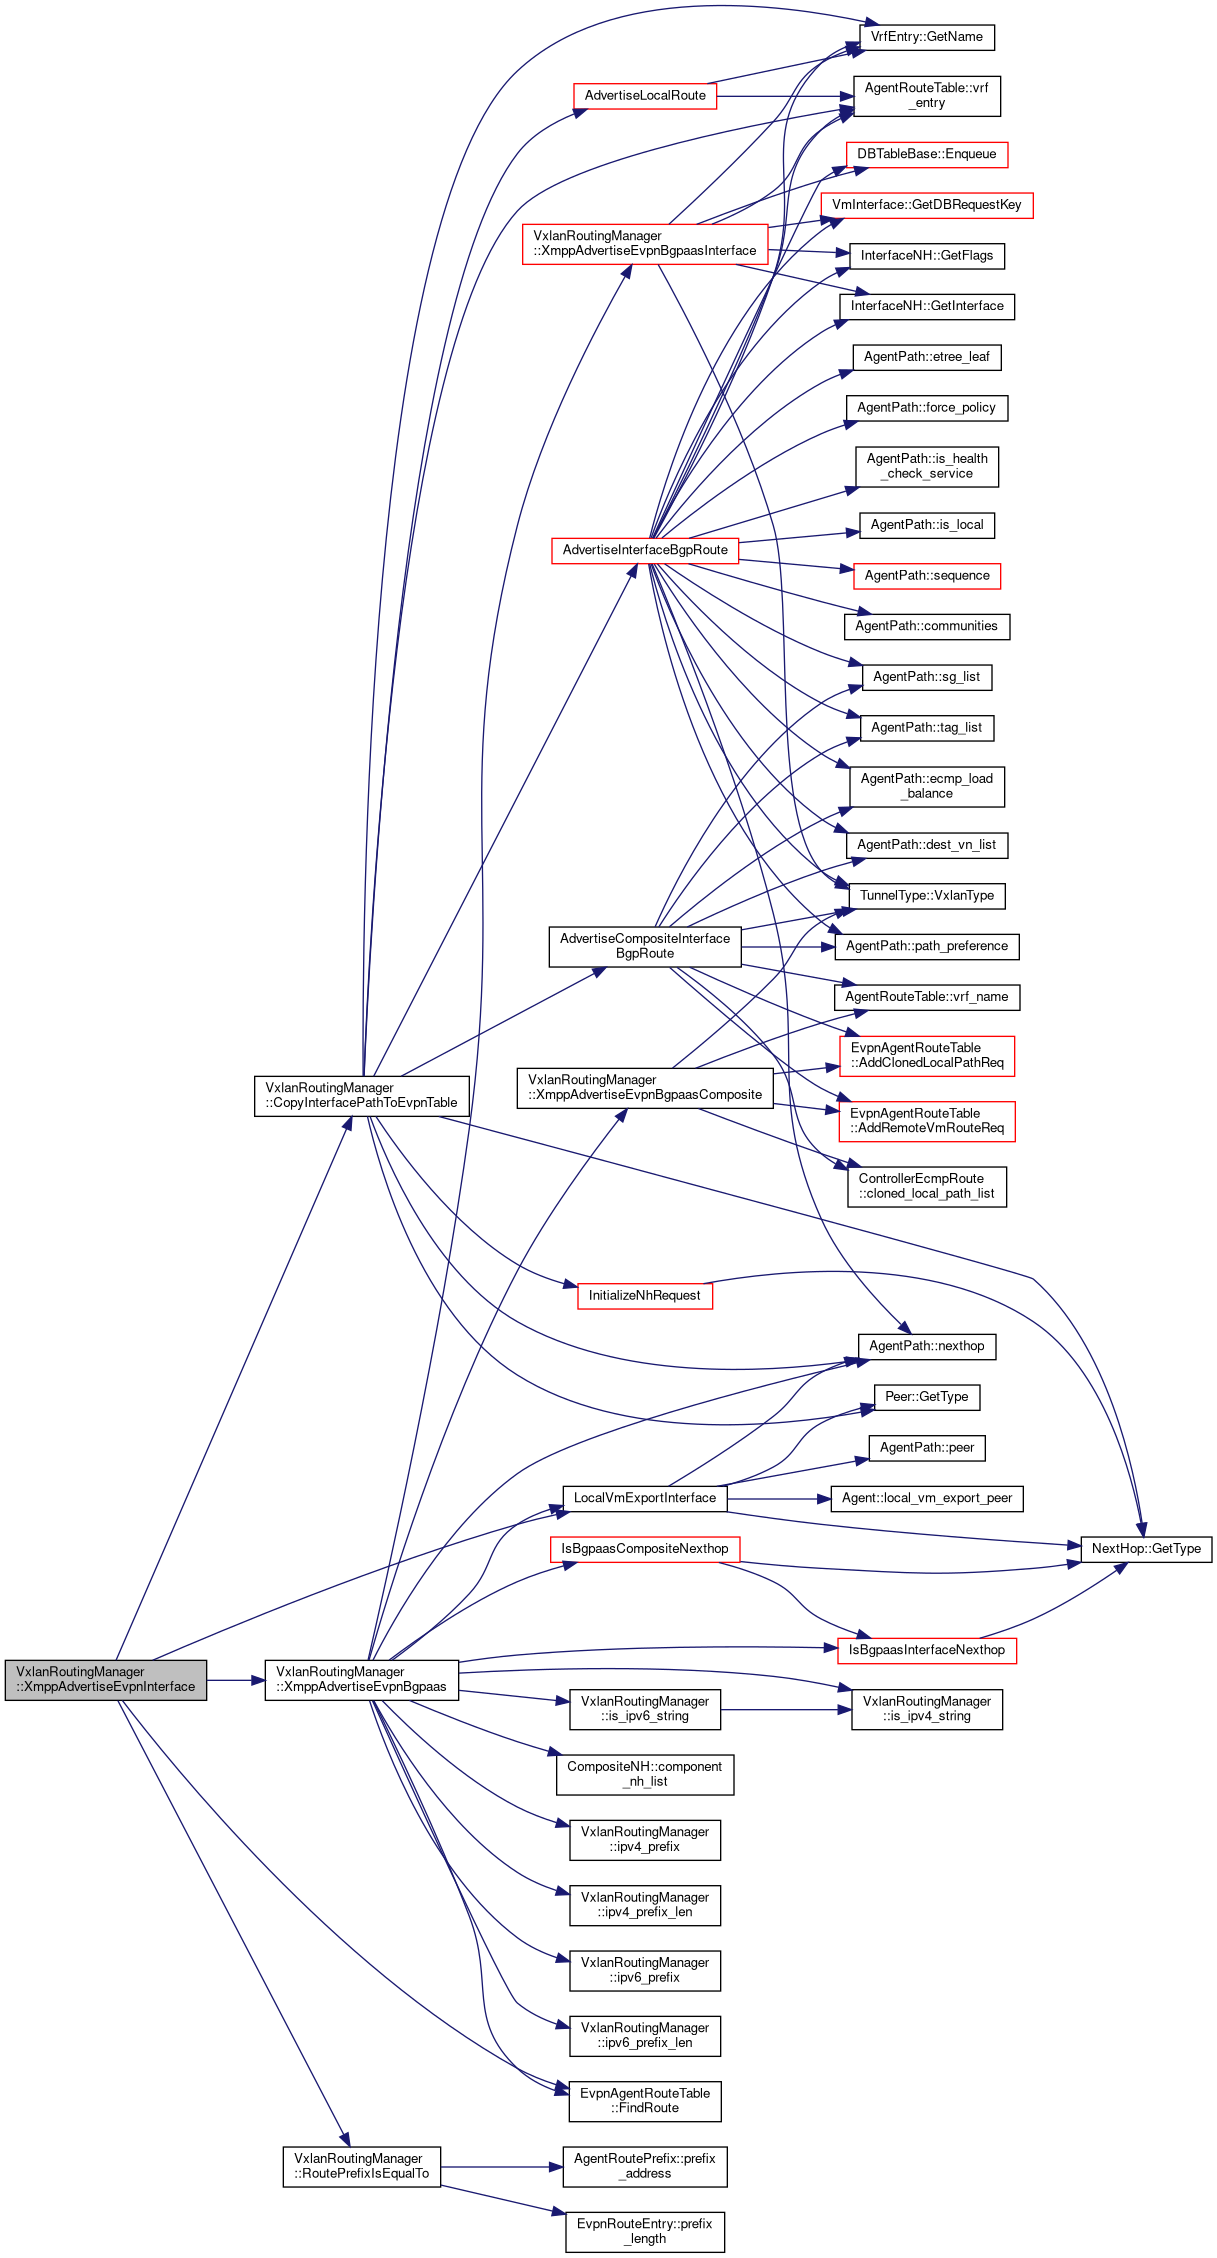 VrfEntry::GetName
AgentRouteTable::vrf
_entry
AdvertiseLocalRoute
DBTableBase::Enqueue
VmInterface::GetDBRequestKey
VxlanRoutingManager
::XmppAdvertiseEvpnBgpaasInterface
InterfaceNH::GetFlags
InterfaceNH::GetInterface
AgentPath::etree_leaf
AgentPath::force_policy
AgentPath::is_health
_check_service
AgentPath::is_local
AdvertiseInterfaceBgpRoute
AgentPath::sequence
AgentPath::communities
AgentPath::sg_list
AgentPath::tag_list
AgentPath::ecmp_load
_balance
AgentPath::dest_vn_list
TunnelType::VxlanType
AdvertiseCompositeInterface
BgpRoute
AgentPath::path_preference
AgentRouteTable::vrf_name
EvpnAgentRouteTable
::AddClonedLocalPathReq
VxlanRoutingManager
::XmppAdvertiseEvpnBgpaasComposite
VxlanRoutingManager
::CopyInterfacePathToEvpnTable
EvpnAgentRouteTable
::AddRemoteVmRouteReq
ControllerEcmpRoute
::cloned_local_path_list
InitializeNhRequest
AgentPath::nexthop
Peer::GetType
AgentPath::peer
LocalVmExportInterface
Agent::local_vm_export_peer
IsBgpaasCompositeNexthop
NextHop::GetType
IsBgpaasInterfaceNexthop
VxlanRoutingManager
::XmppAdvertiseEvpnInterface
VxlanRoutingManager
::XmppAdvertiseEvpnBgpaas
VxlanRoutingManager
::is_ipv6_string
VxlanRoutingManager
::is_ipv4_string
CompositeNH::component
_nh_list
VxlanRoutingManager
::ipv4_prefix
VxlanRoutingManager
::ipv4_prefix_len
VxlanRoutingManager
::ipv6_prefix
VxlanRoutingManager
::ipv6_prefix_len
EvpnAgentRouteTable
::FindRoute
VxlanRoutingManager
::RoutePrefixIsEqualTo
AgentRoutePrefix::prefix
_address
EvpnRouteEntry::prefix
_length